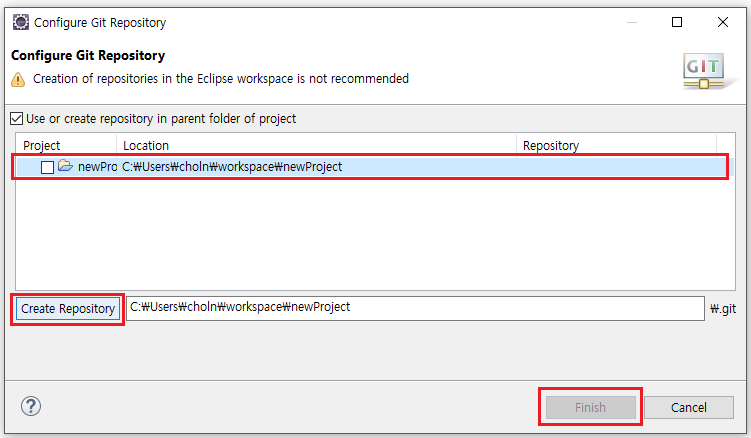 Configure Git Repository
Configure Git Repository
Creation of repositories in the Eclipse workspace is not recommended
GIT
Use or create repository in parent folder of project
Project Location Repository
newPro C:₩Users₩choln₩workspace₩newProject
Create Repository C:₩Users₩choln₩workspace₩newProject ₩.git
? Finish Cancel